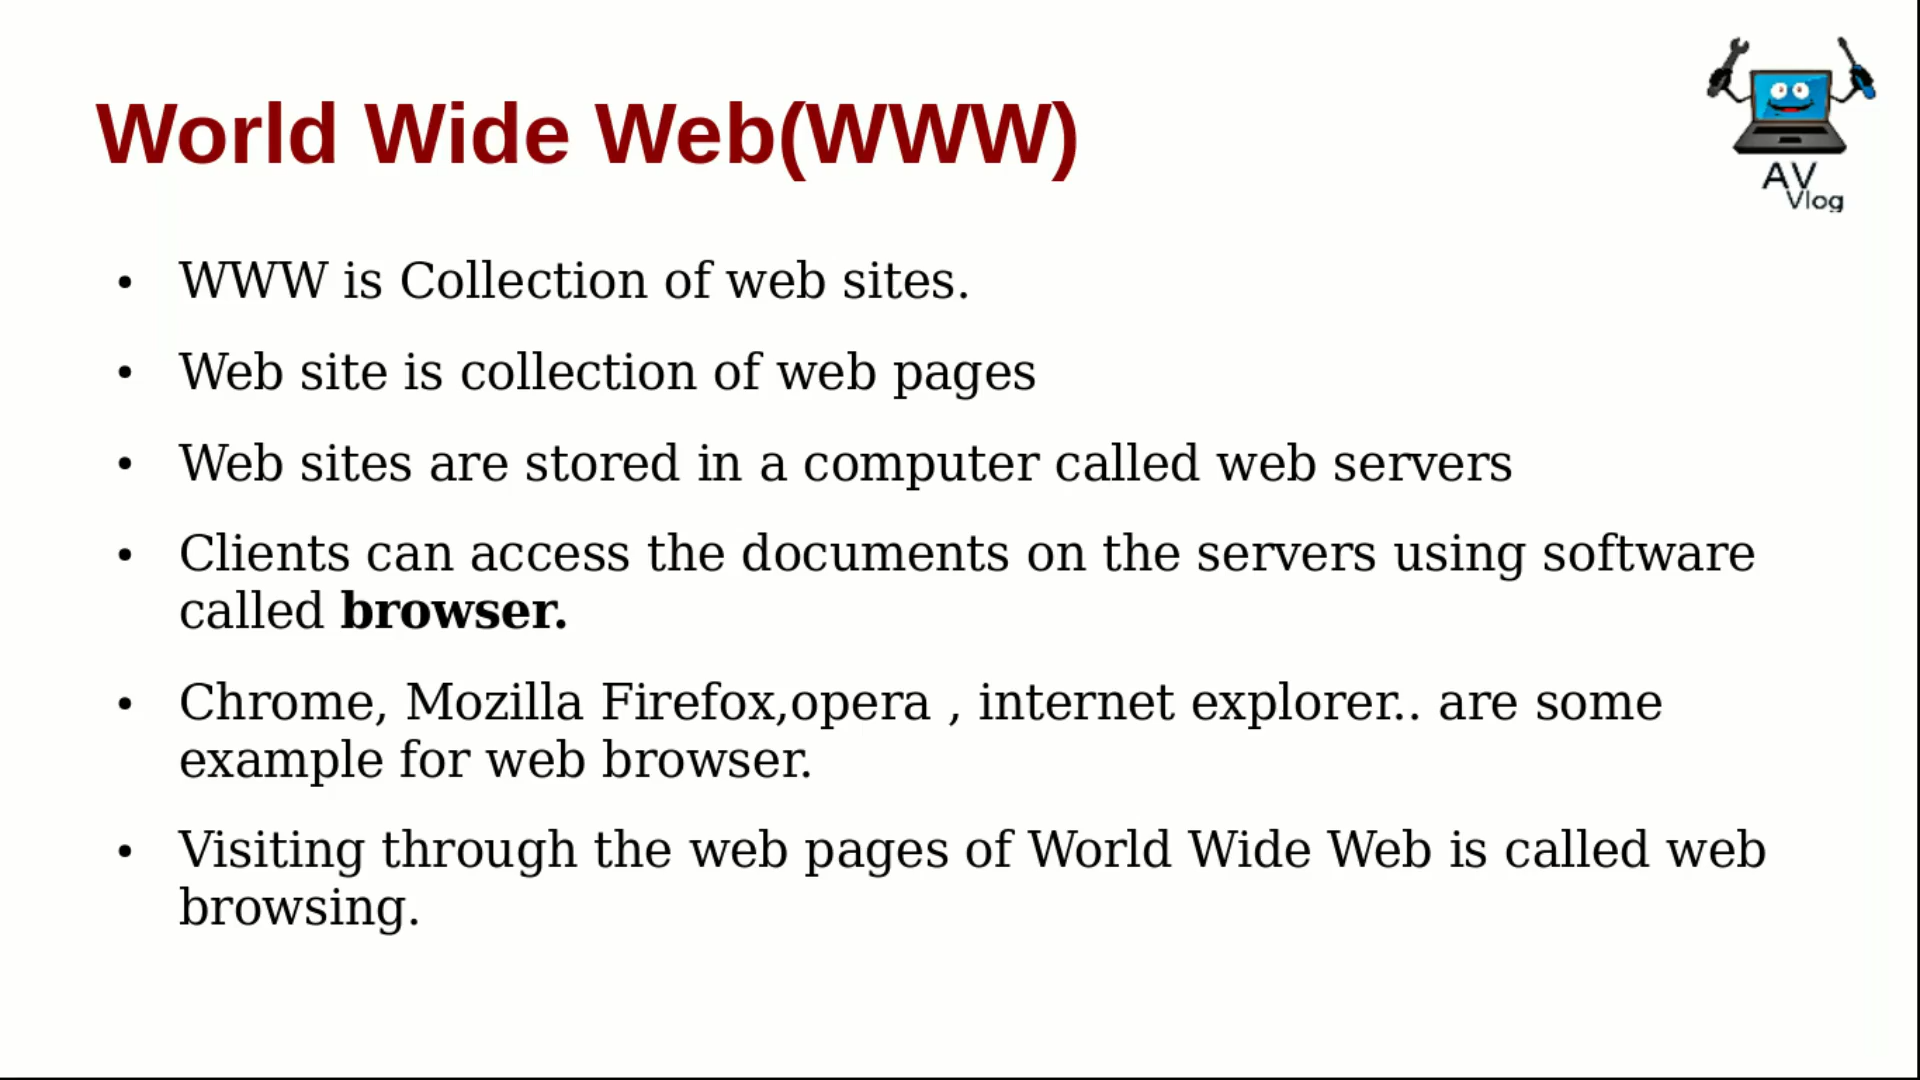 World Wide Web(WWW)
AV
Vlog
• WWW is Collection of web sites.
• Web site is collection of web pages
• Web sites are stored in a computer called web servers
• Clients can access the documents on the servers using software
called browser.
• Chrome, Mozilla Firefox,opera , internet explorer.. are some
example for web browser.
• Visiting through the web pages of World Wide Web is called web
browsing.